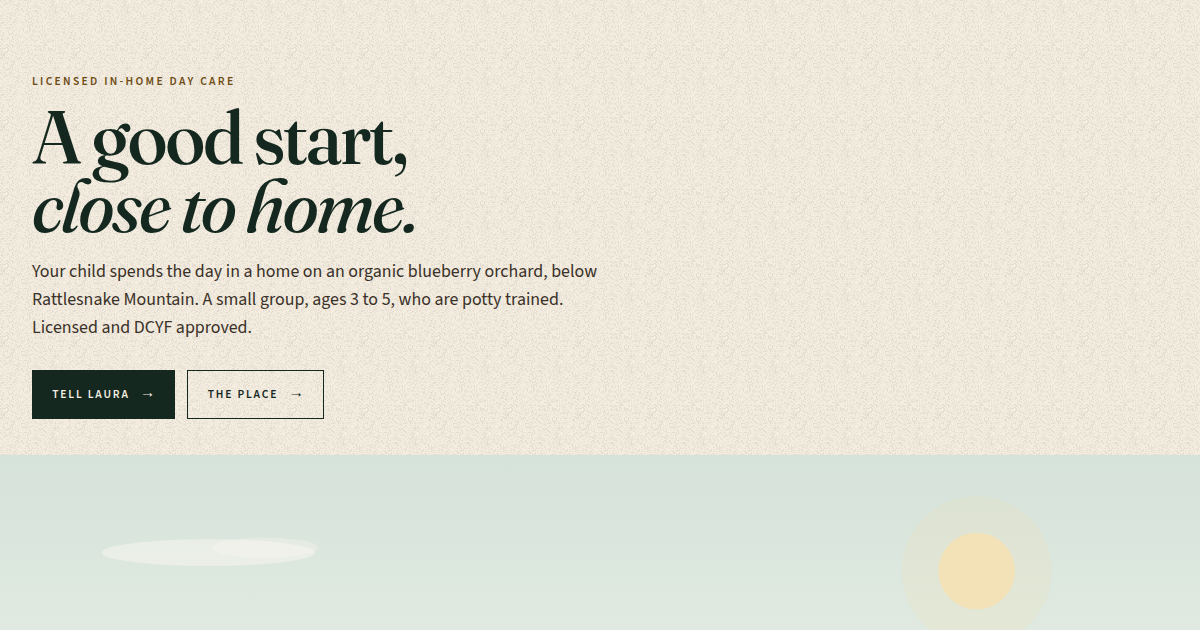 LICENSED IN-HOME DAY CARE
A good start,
close to home.
Your child spends the day in a home on an organic blueberry orchard, below
Rattlesnake Mountain. A small group, ages 3 to 5, who are potty trained.
Licensed and DCYF approved.
TELL LAURA →
THE PLACE →